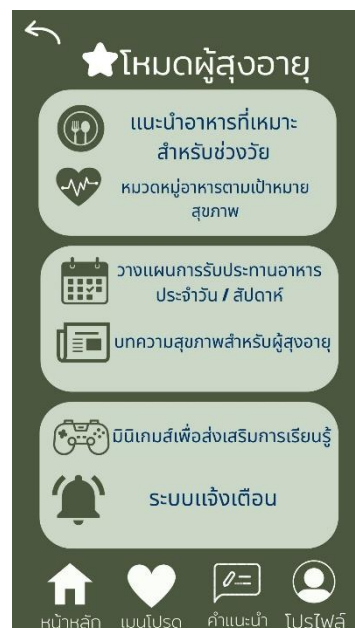 โหมดผู้สูงอายุ
แนะนำอาหารที่เหมาะ
สำหรับช่วงวัย
หมวดหมู่อาหารตามเป้าหมาย
สุขภาพ
วางแผนการรับประทานอาหาร
ประจำวัน / สัปดาห์
บทความสุขภาพสำหรับผู้สูงอายุ
มินิเกมส์เพื่อส่งเสริมการเรียนรู้
ระบบแจ้งเตือน
หน้าหลัก เมนูโปรด คำแนะนำ โปรไฟล์